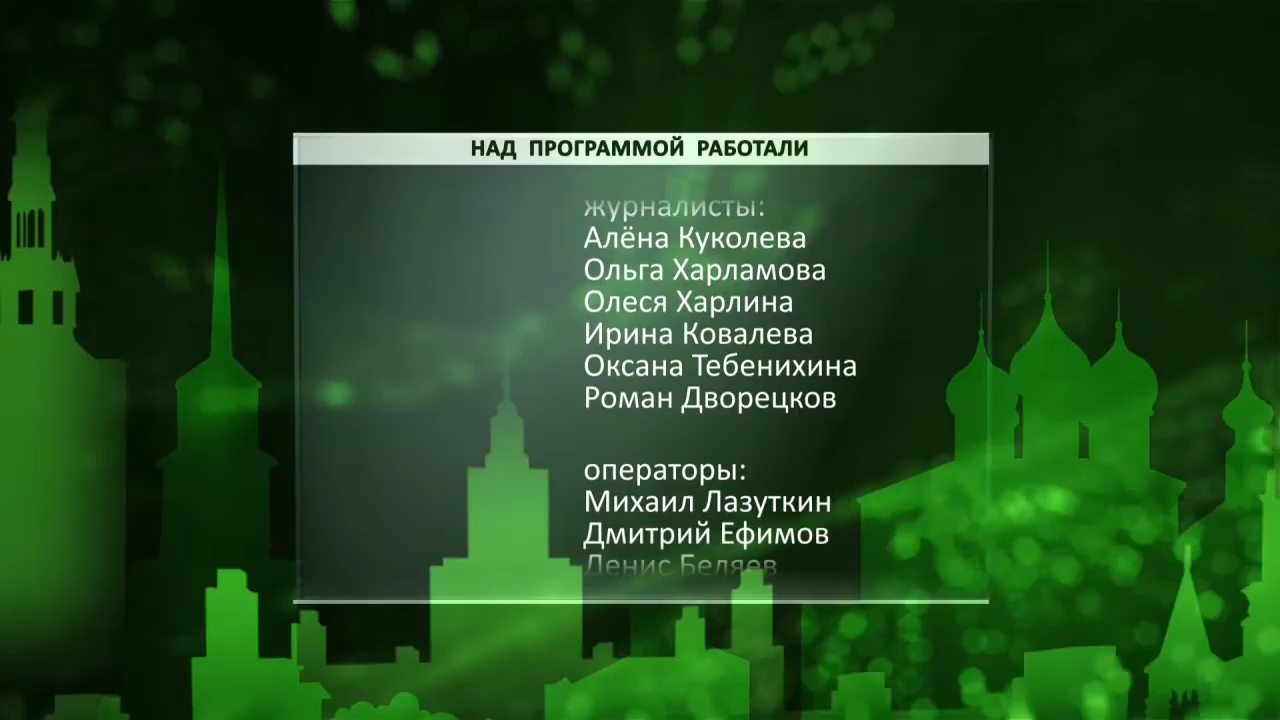 НАД ПРОГРАММОЙ РАБОТАЛИ
журналисты:
Алёна Куколева
Ольга Харламова
Олеся Харлина
Ирина Ковалева
Оксана Тебенихина
Роман Дворецков
операторы:
Михаил Лазуткин
Дмитрий Ефимов
Денис Беляев